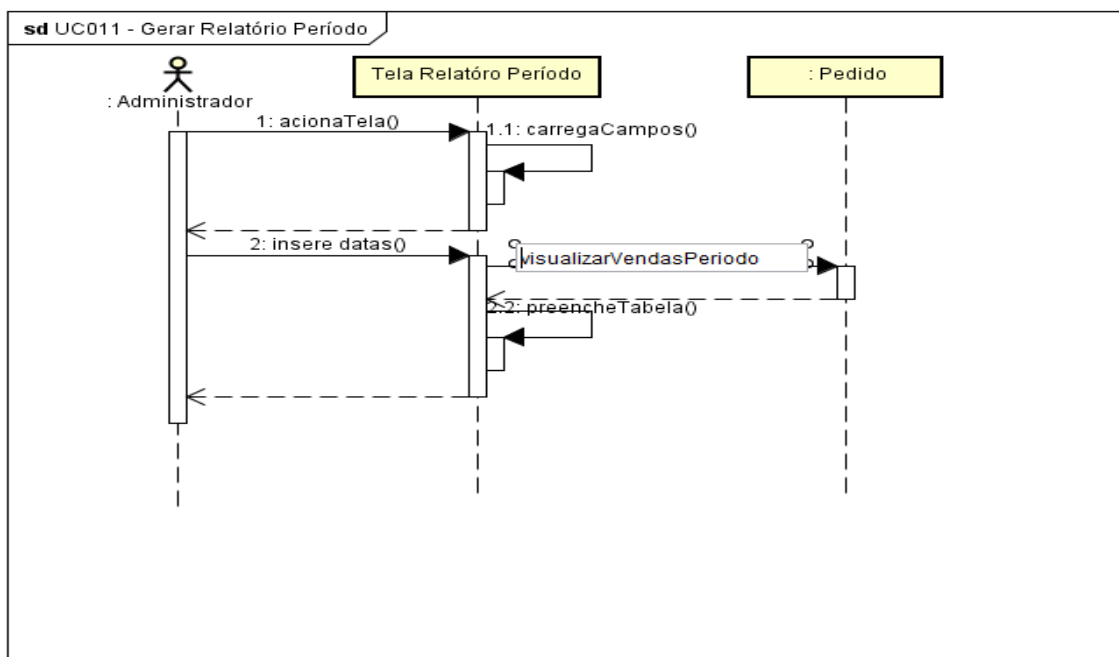 sd UC011 - Gerar Relatório Período
: Administrador
Tela Relatóro Período
: Pedido
1: acionaTela()
1.1: carregaCampos()
2: insere datas()
visualizarVendasPeriodo
2.2: preencheTabela()